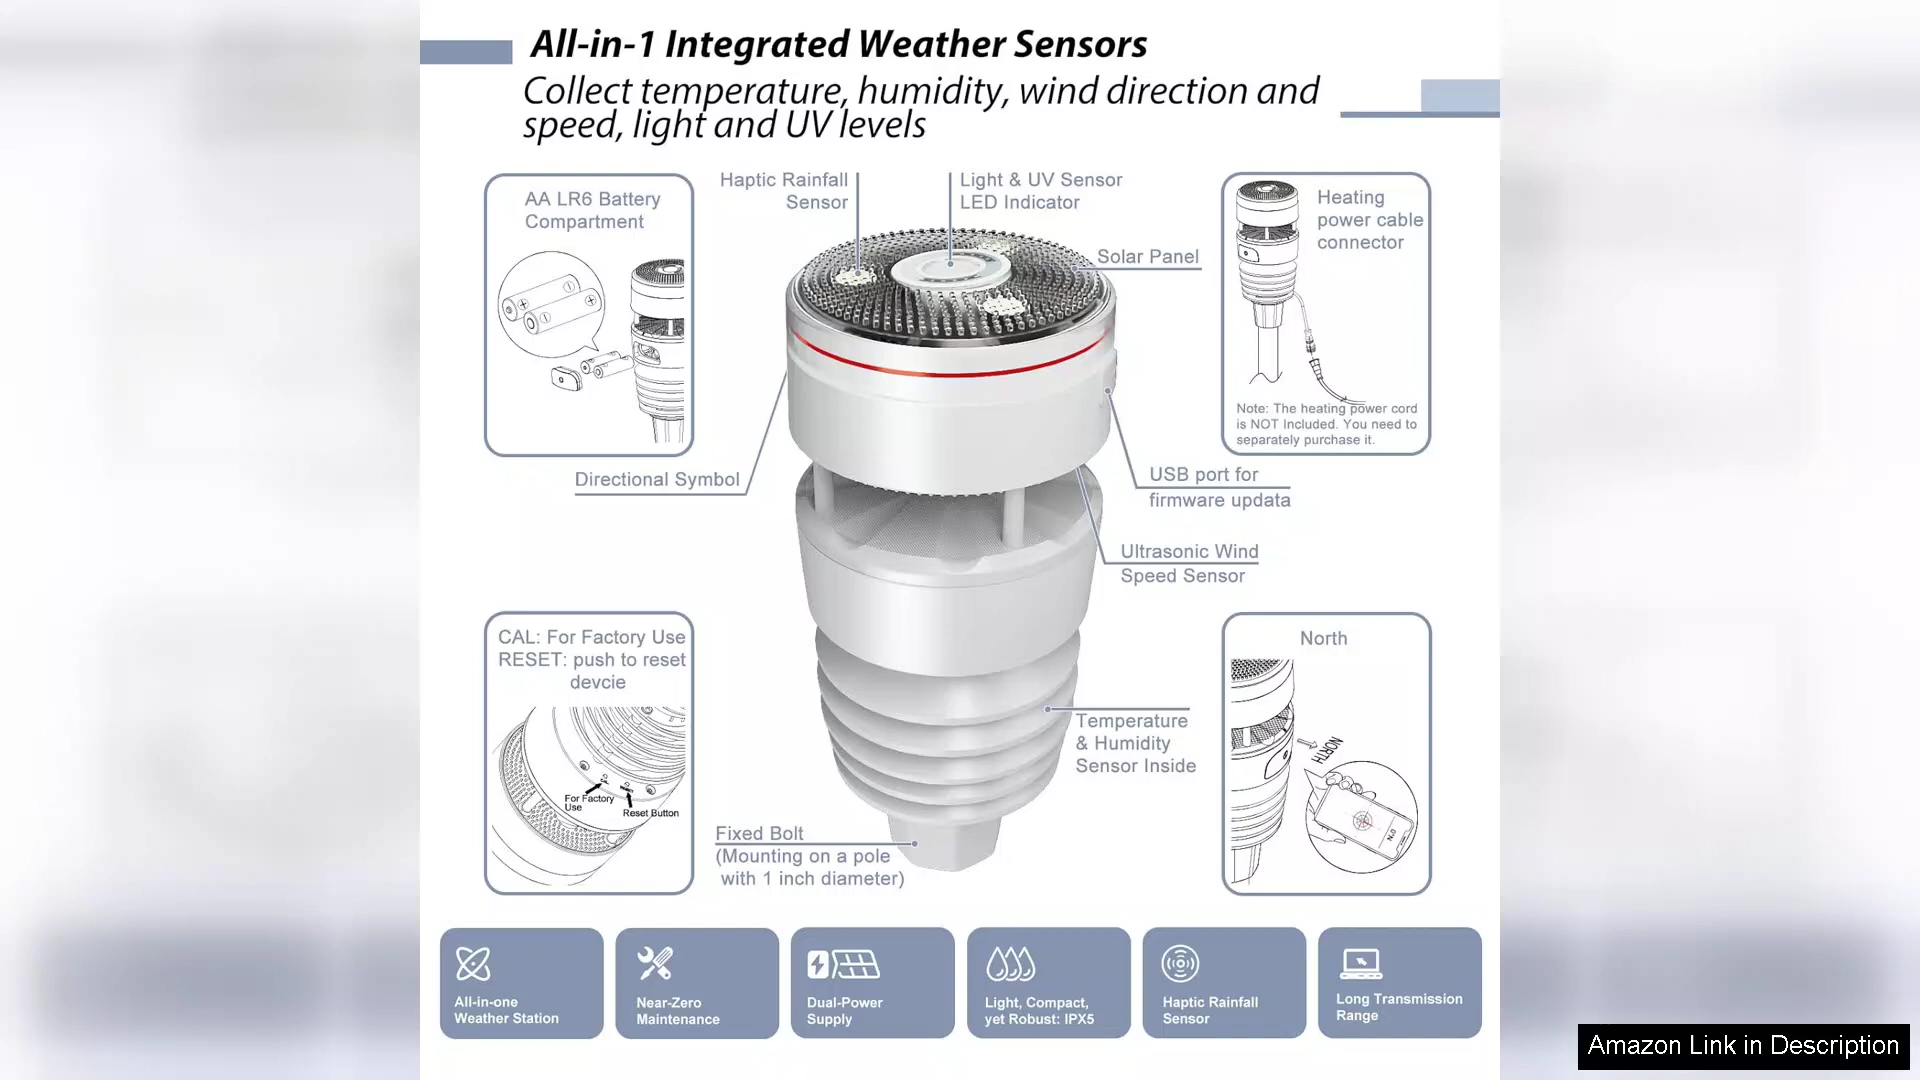 All-in-1 Integrated Weather Sensors
Collect temperature, humidity, wind direction and
speed, light and UV levels
AA LR6 Battery
Compartment
Haptic Rainfall
Sensor
Light & UV Sensor
LED Indicator
Solar Panel
Heating
power cable
connector
Note: The heating power cord
is NOT Included. You need to
separately purchase it.
Directional Symbol
USB port for
firmware updata
Ultrasonic Wind
Speed Sensor
CAL: For Factory Use
RESET: push to reset
devcie
CAL
RESET
For Factory
Use
Reset Button
North
NORTH
N 0°
Temperature
& Humidity
Sensor Inside
Fixed Bolt
(Mounting on a pole
with 1 inch diameter)
All-in-one
Weather Station
Near-Zero
Maintenance
Dual-Power
Supply
Light, Compact,
yet Robust: IPX5
Haptic Rainfall
Sensor
Long Transmission
Range
Amazon Link in Description